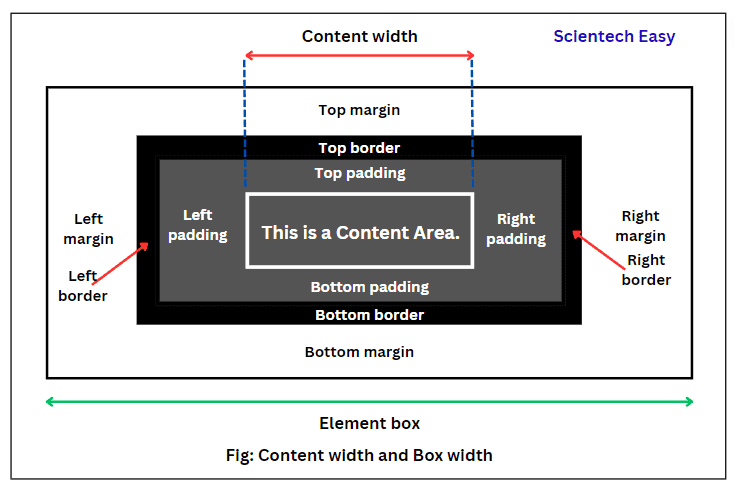 Content width
Scientech Easy
Top margin
Top border
Top padding
Left
margin
Left
padding
This is a Content Area.
Right
padding
Right
margin
Left
border
Right
border
Bottom padding
Bottom border
Bottom margin
Element box
Fig: Content width and Box width